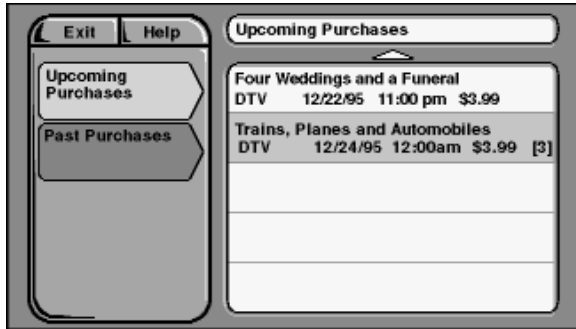 Exit Help
Upcoming Purchases
Upcoming
Purchases
Past Purchases
Four Weddings and a Funeral
DTV 12/22/95 11:00 pm $3.99
Trains, Planes and Automobiles
DTV 12/24/95 12:00am $3.99 [3]